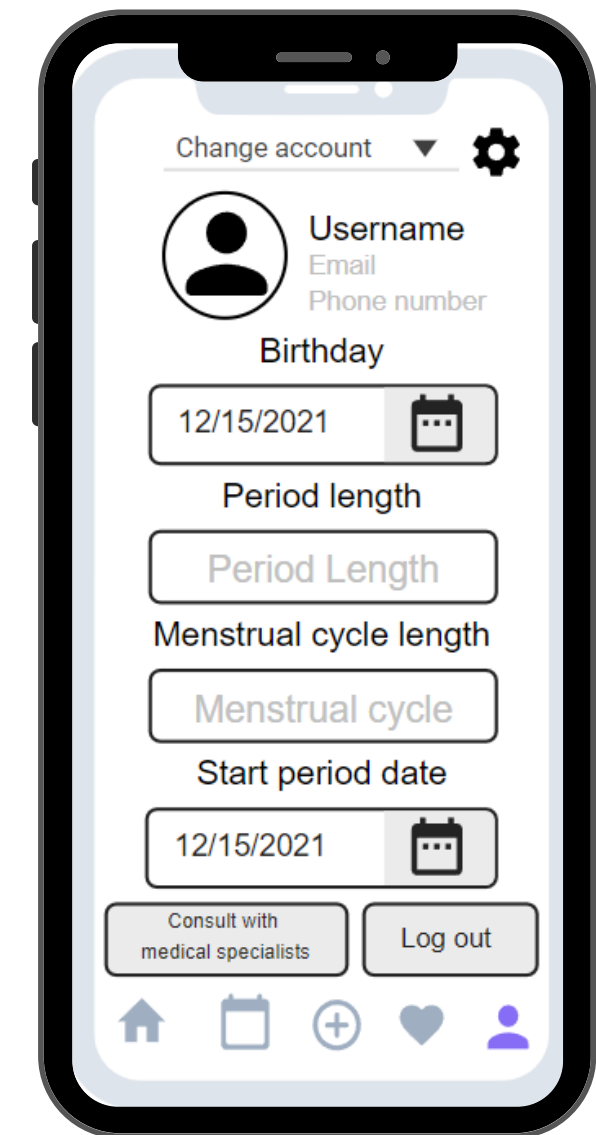 Change account
Username
Email
Phone number
Birthday
12/15/2021
Period length
Period Length
Menstrual cycle length
Menstrual cycle
Start period date
12/15/2021
Consult with
medical specialists
Log out